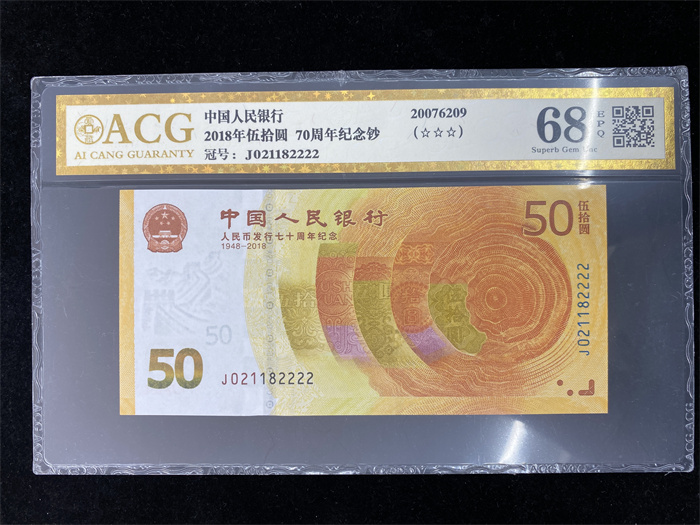 ACG
AI CANG GUARANTY
中国人民银行
2018年伍拾圆 70周年纪念钞
冠号: J021182222
20076209
(☆☆☆)
68
EPQ
Superb Gem Unc
中国人民银行
人民币发行七十周年纪念
1948-2018
50
伍拾圆
50
50
J021182222
J021182222